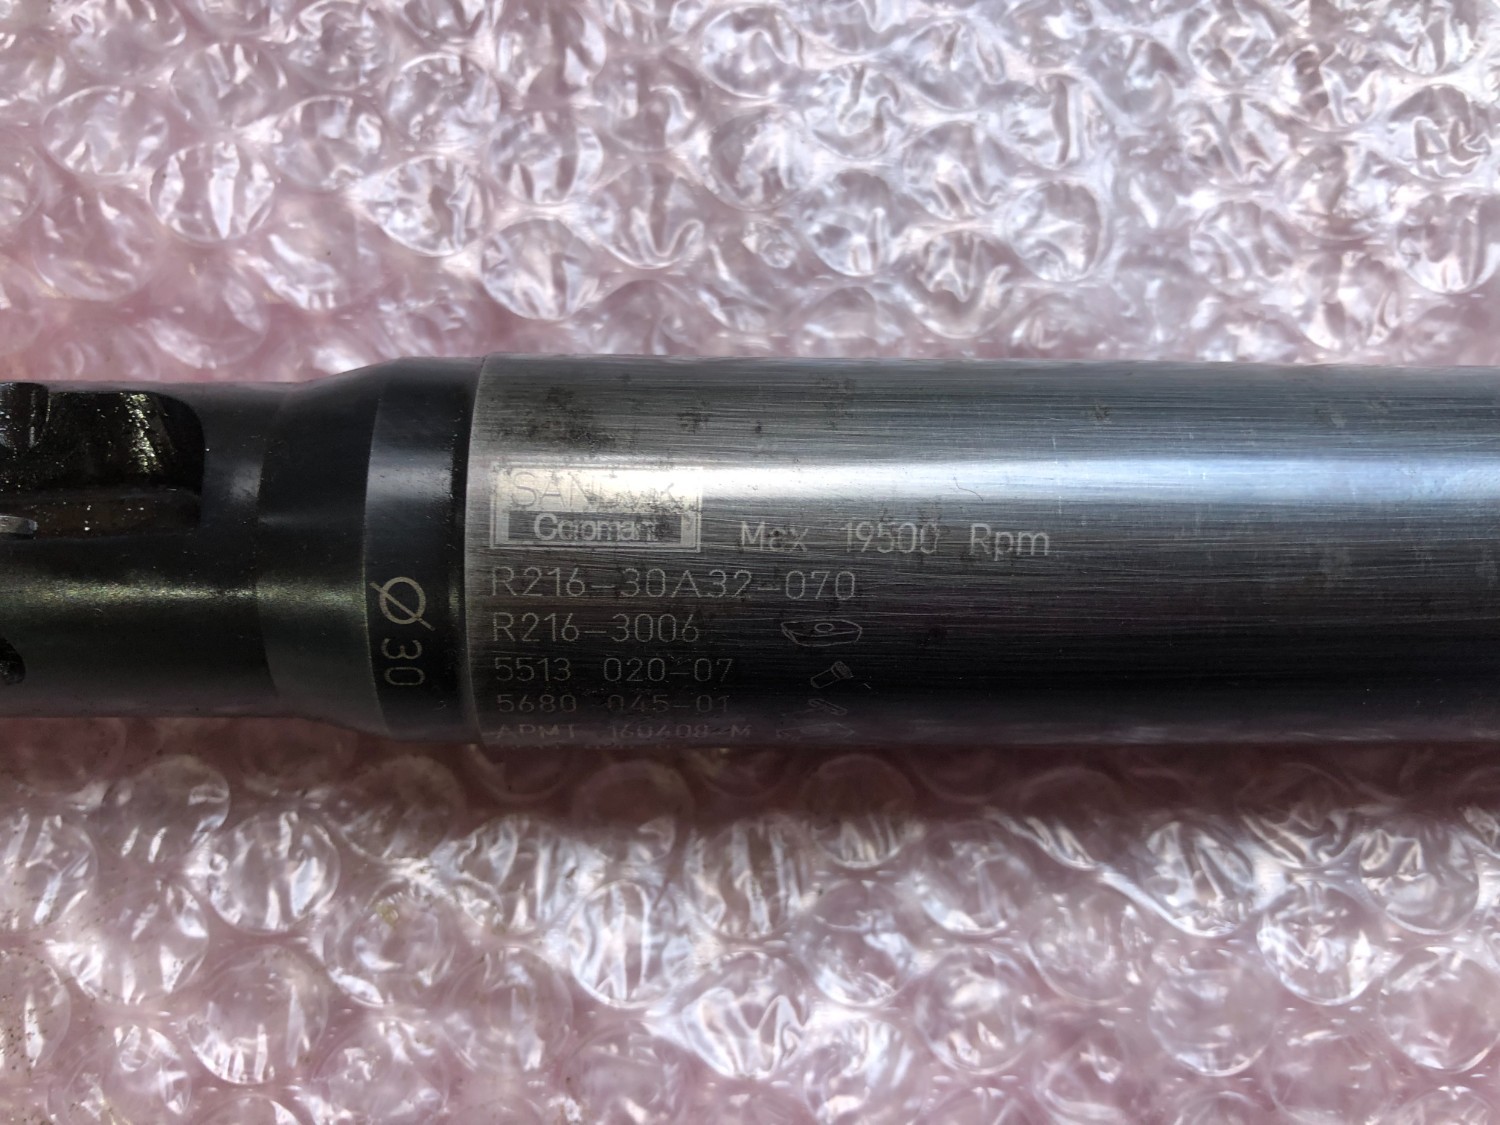 SANDVIK
Coromant Max 19500 Rpm
R216-30A32-070
R216-3006
5513 020-07
5680 045-01
APMT 160408-M
Ø 30